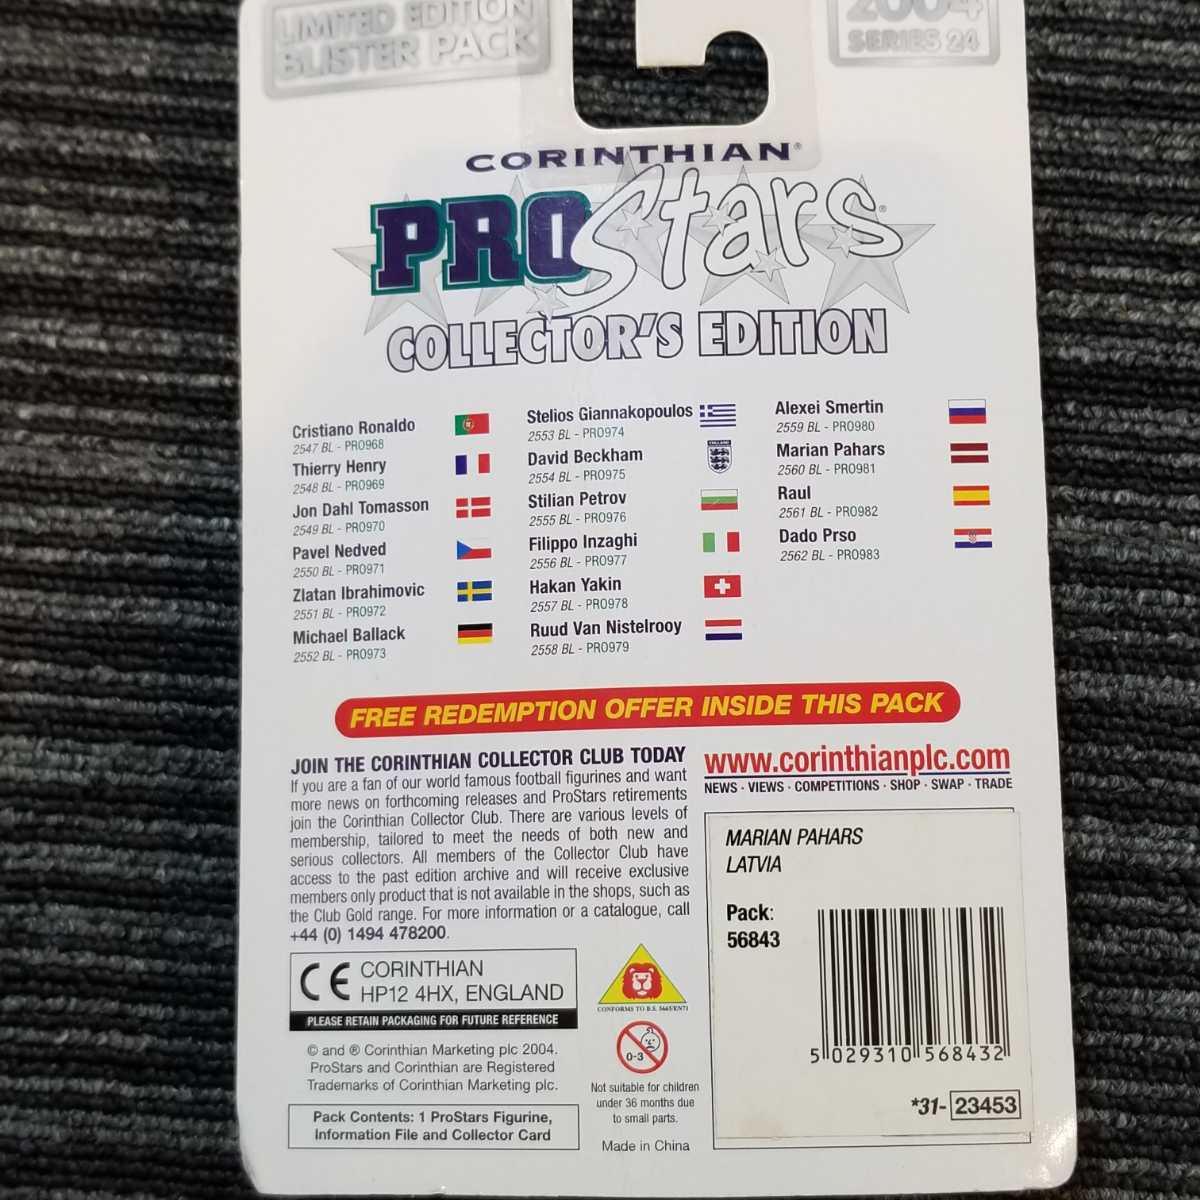 LIMITED EDITION
BLISTER PACK
2004
SERIES 24
CORINTHIAN®
PROStars®
COLLECTOR'S EDITION
Cristiano Ronaldo
2547 BL - PRO968
Thierry Henry
2548 BL - PRO969
Jon Dahl Tomasson
2549 BL - PRO970
Pavel Nedved
2550 BL - PRO971
Zlatan Ibrahimovic
2551 BL - PRO972
Michael Ballack
2552 BL - PRO973
Stelios Giannakopoulos
2553 BL - PRO974
David Beckham
2554 BL - PRO975
Stilian Petrov
2555 BL - PRO976
Filippo Inzaghi
2556 BL - PRO977
Hakan Yakin
2557 BL - PRO978
Ruud Van Nistelrooy
2558 BL - PRO979
Alexei Smertin
2559 BL - PRO980
Marian Pahars
2560 BL - PRO981
Raul
2561 BL - PRO982
Dado Prso
2562 BL - PRO983
FREE REDEMPTION OFFER INSIDE THIS PACK
JOIN THE CORINTHIAN COLLECTOR CLUB TODAY
If you are a fan of our world famous football figurines and want
more news on forthcoming releases and ProStars retirements
join the Corinthian Collector Club. There are various levels of
membership, tailored to meet the needs of both new and
serious collectors. All members of the Collector Club have
access to the past edition archive and will receive exclusive
members only product that is not available in the shops, such as
the Club Gold range. For more information or a catalogue, call
+44 (0) 1494 478200.
www.corinthianplc.com
NEWS · VIEWS · COMPETITIONS · SHOP · SWAP · TRADE
MARIAN PAHARS
LATVIA
Pack:
56843
5 029310 568432
*31- 23453
CE CORINTHIAN
HP12 4HX, ENGLAND
PLEASE RETAIN PACKAGING FOR FUTURE REFERENCE
© and ® Corinthian Marketing plc 2004.
ProStars and Corinthian are Registered
Trademarks of Corinthian Marketing plc.
Pack Contents: 1 ProStars Figurine,
Information File and Collector Card
CONFORMS TO B.S. 5665/EN71
0-3
Not suitable for children
under 36 months due
to small parts.
Made in China